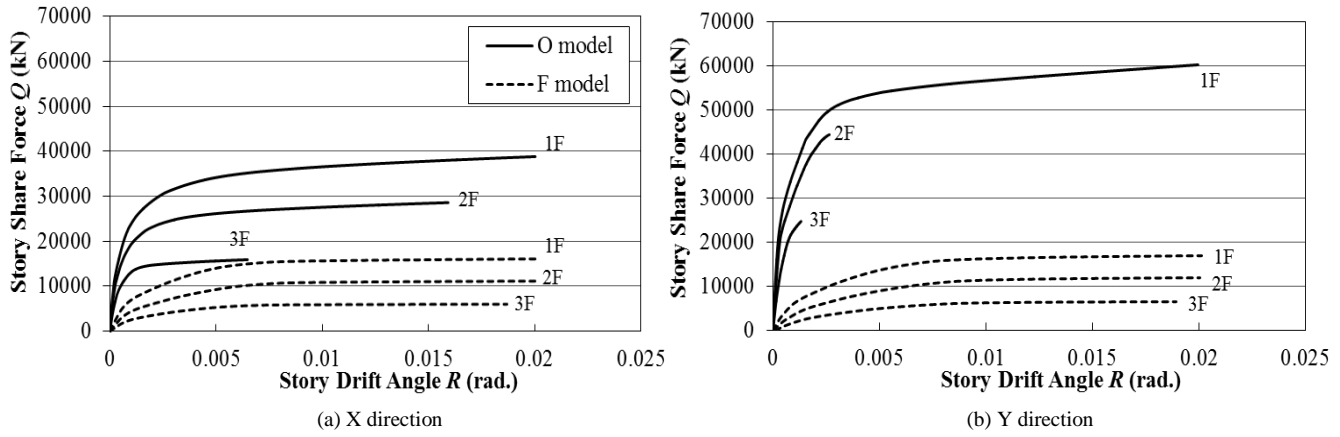 Story Share Force Q (kN)
70000
60000
50000
40000
30000
20000
10000
0
O model
F model
1F
2F
3F
1F
2F
3F
0 0.005 0.01 0.015 0.02 0.025
Story Drift Angle R (rad.)
(a) X direction
Story Share Force Q (kN)
70000
60000
50000
40000
30000
20000
10000
0
1F
2F
3F
1F
2F
3F
0 0.005 0.01 0.015 0.02 0.025
Story Drift Angle R (rad.)
(b) Y direction